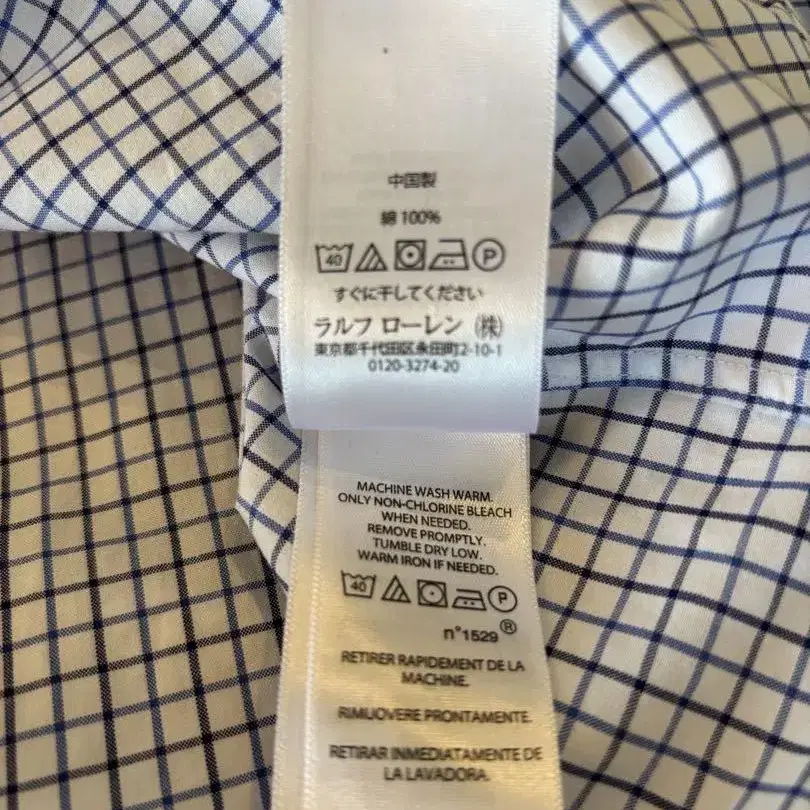 中国製
綿 100%
40 P
すぐに干してください
ラルフ ローレン (株)
東京都千代田区永田町2-10-1
0120-3274-20
MACHINE WASH WARM.
ONLY NON-CHLORINE BLEACH
WHEN NEEDED.
REMOVE PROMPTLY.
TUMBLE DRY LOW.
WARM IRON IF NEEDED.
40 P
n°1529®
RETIRER RAPIDEMENT DE LA
MACHINE.
RIMUOVERE PRONTAMENTE.
RETIRAR INMEDIATAMENTE DE
LA LAVADORA.